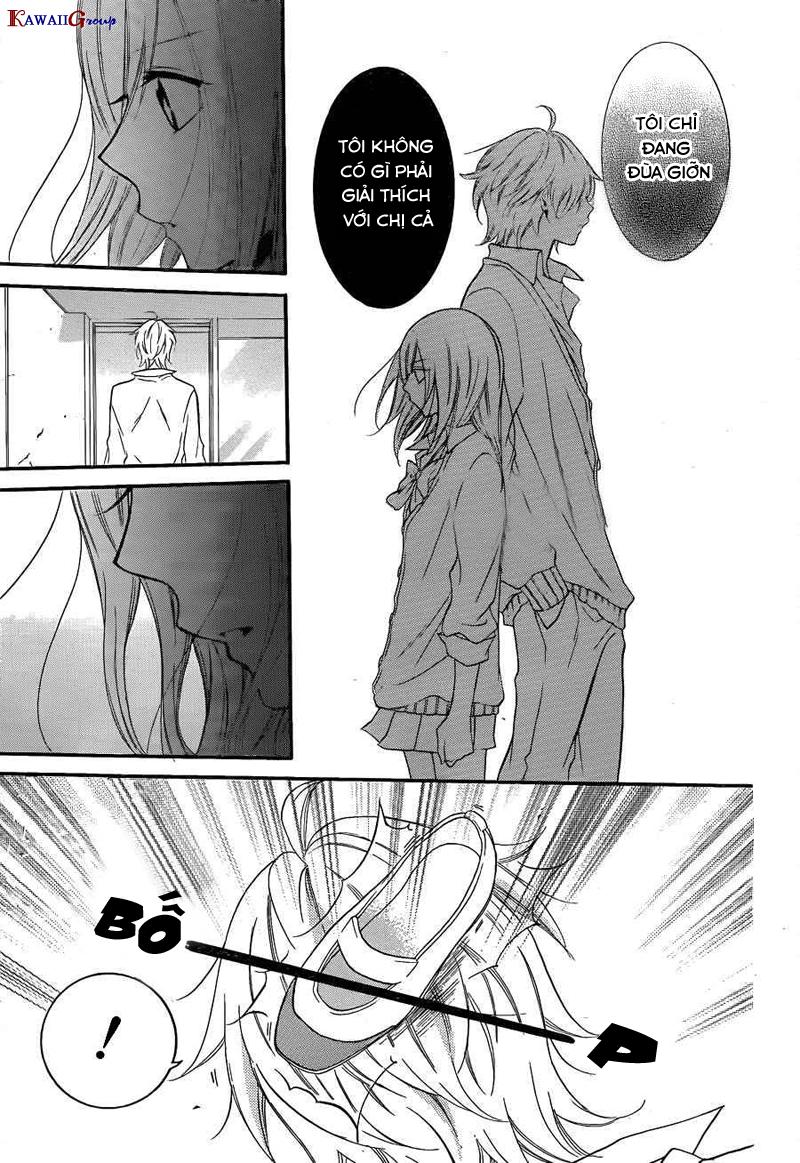 KAWAIIGROUP
TÔI CHỈ
ĐANG
ĐÙA GIỠN
TÔI KHÔNG
CÓ GÌ PHẢI
GIẢI THÍCH
VỚI CHỊ CẢ
BỐ
P
!